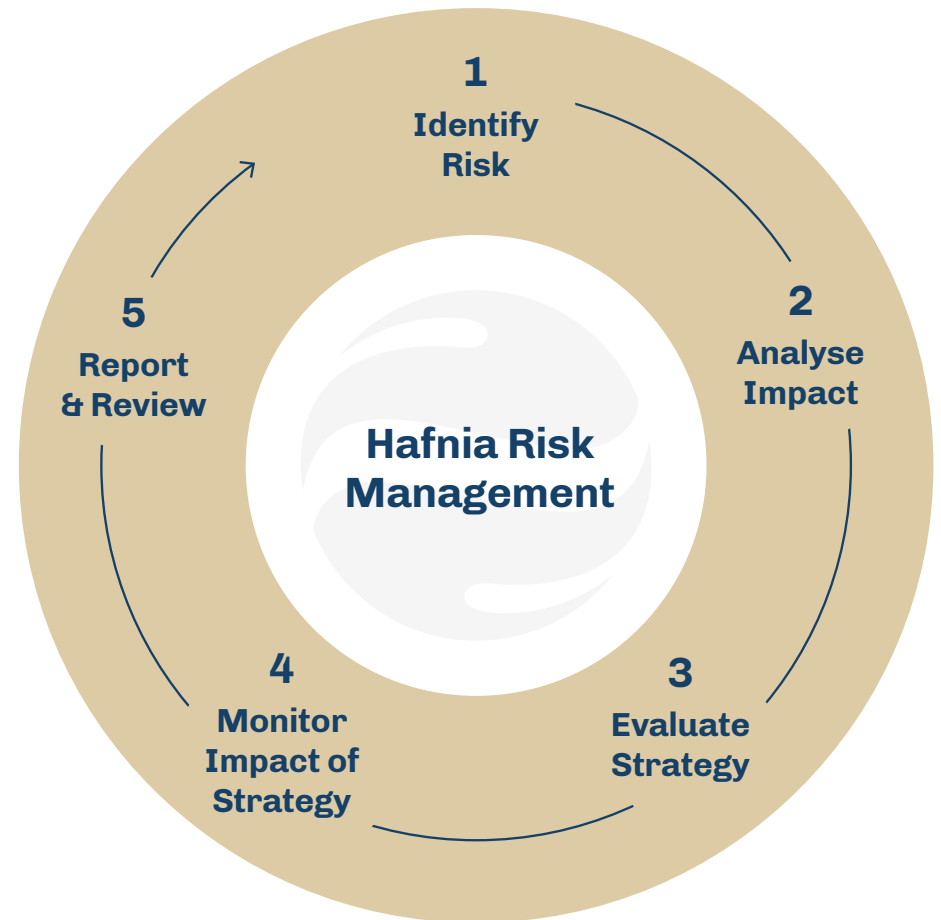 1
Identify
Risk
2
Analyse
Impact
3
Evaluate
Strategy
4
Monitor
Impact of
Strategy
5
Report
& Review
Hafnia Risk
Management